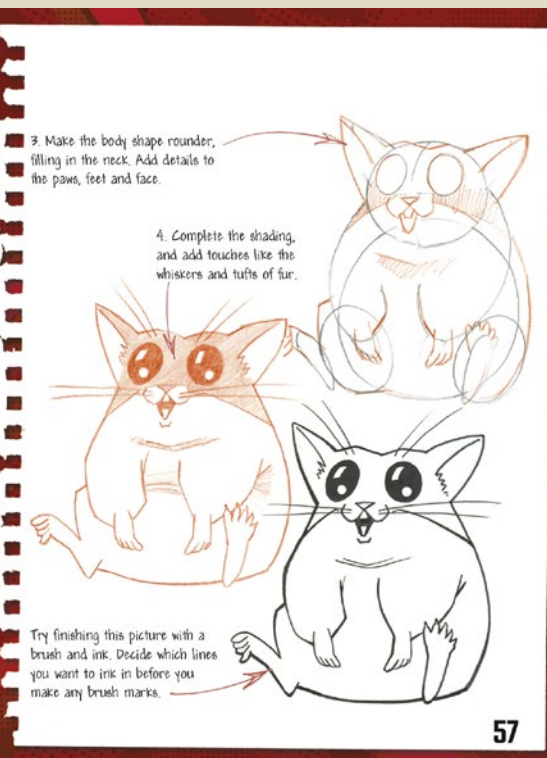 3. Make the body shape rounder,
filling in the neck. Add details to
the paws, feet and face.
4. Complete the shading,
and add touches like the
whiskers and tufts of fur.
Try finishing this picture with a
brush and ink. Decide which lines
you want to ink in before you
make any brush marks.
57